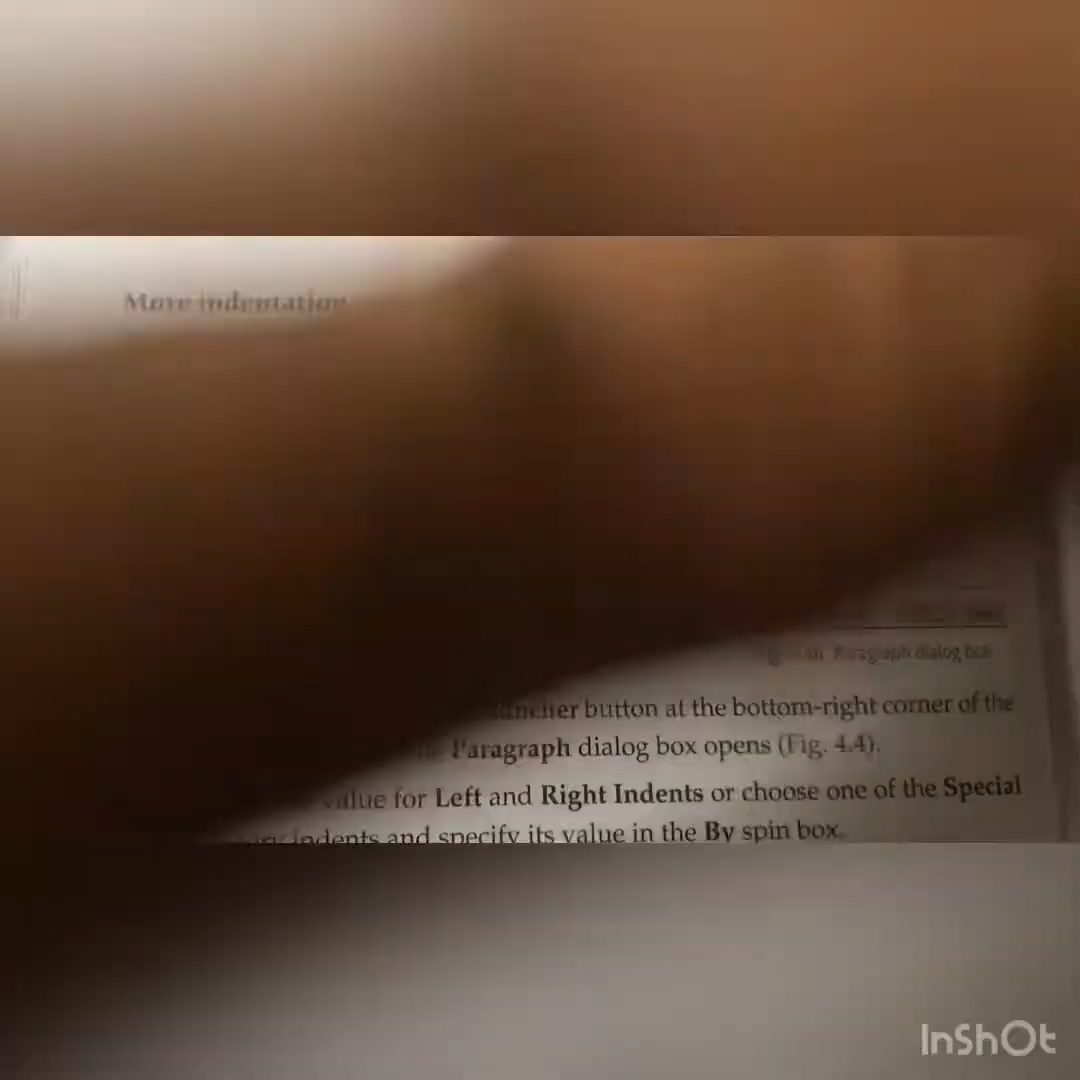 More indentation
Paragraph dialog box
button at the bottom-right corner of the
Paragraph dialog box opens (Fig. 4.4).
value for Left and Right Indents or choose one of the Special
indents and specify its value in the By spin box.
InShOt